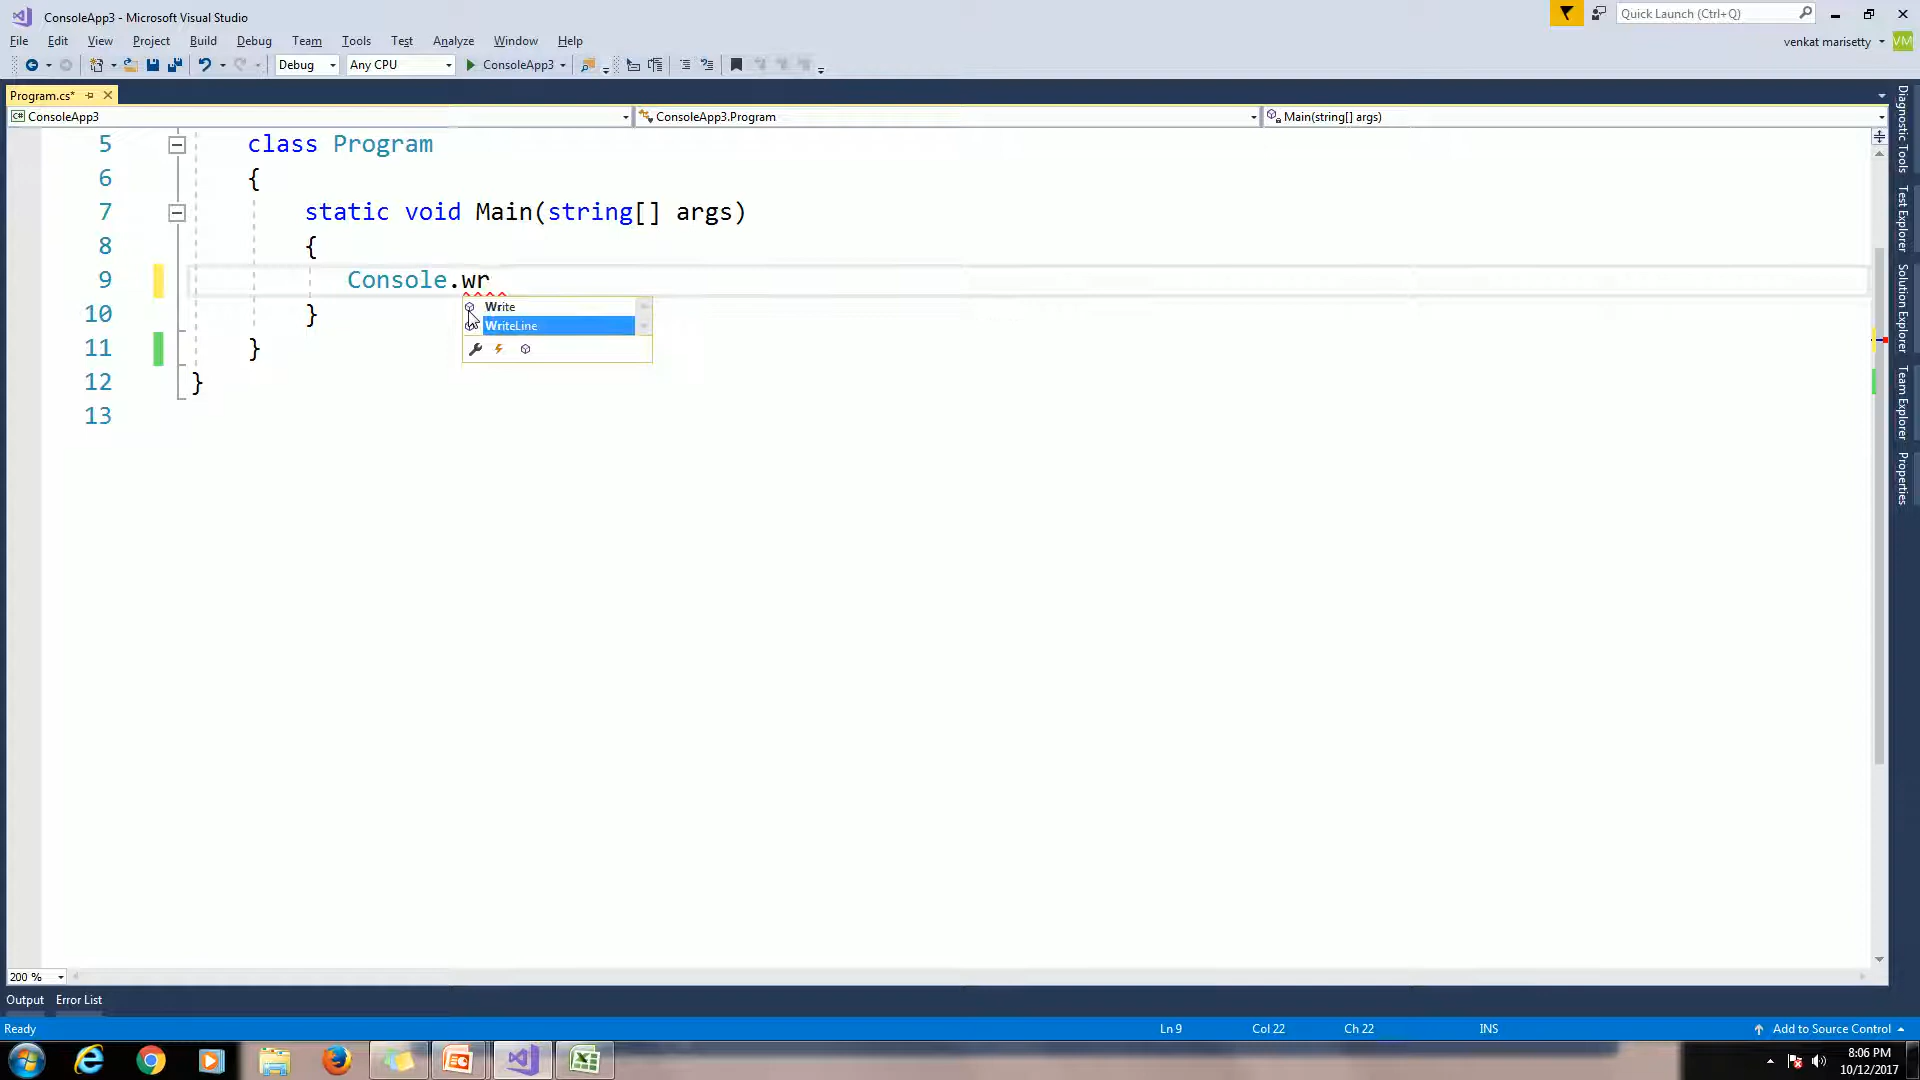 ConsoleApp3 - Microsoft Visual Studio
Quick Launch (Ctrl+Q)
File Edit View Project Build Debug Team Tools Test Analyze Window Help
venkat marisetty VM
Debug Any CPU ConsoleApp3
Program.cs*
C# ConsoleApp3 ConsoleApp3.Program Main(string[] args)
5 class Program
6 {
7 static void Main(string[] args)
8 {
9 Console.wr
Write
WriteLine
10 }
11 }
12 }
13
Diagnostic Tools
Test Explorer
Solution Explorer
Team Explorer
Properties
200 %
Output Error List
Ready Ln 9 Col 22 Ch 22 INS Add to Source Control
8:06 PM
10/12/2017